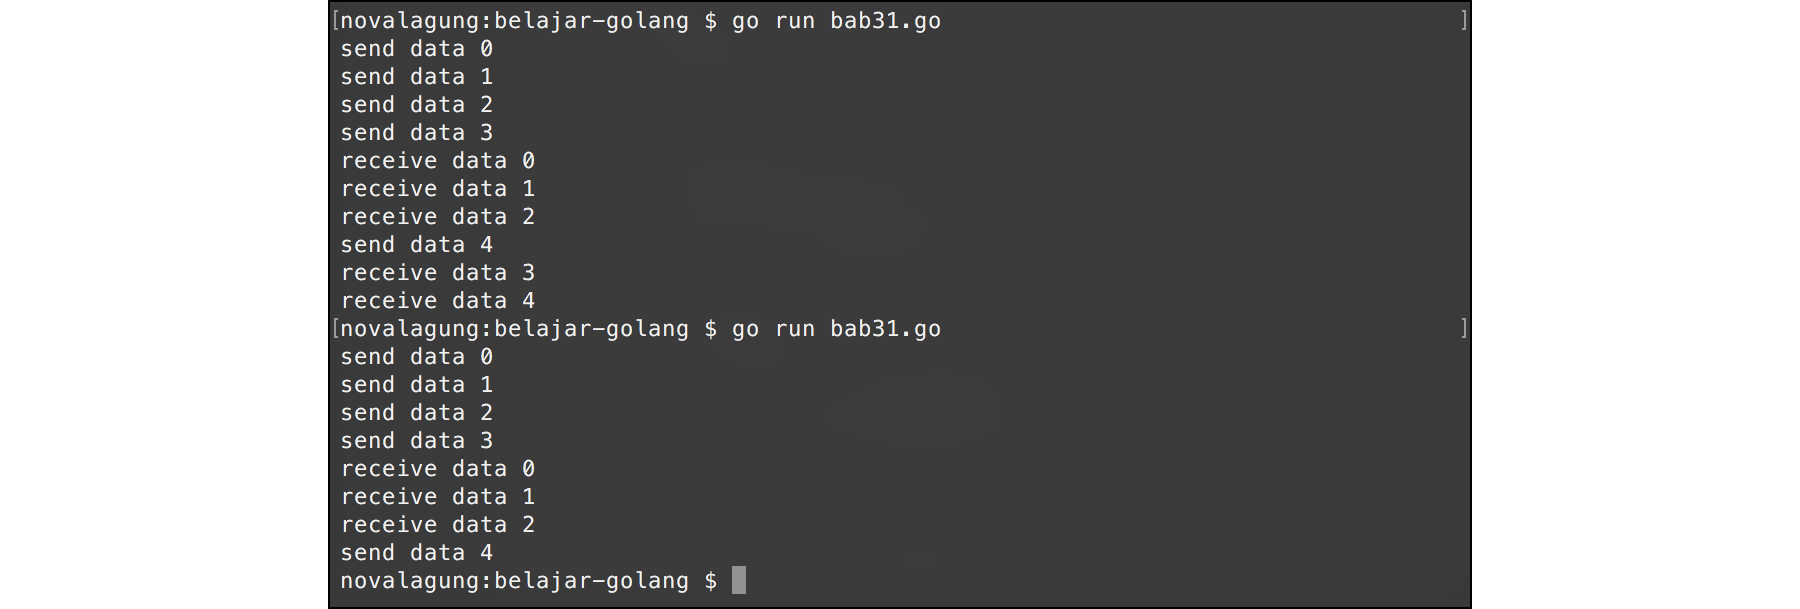 [novalagung:belajar-golang $ go run bab31.go ]
send data 0
send data 1
send data 2
send data 3
receive data 0
receive data 1
receive data 2
send data 4
receive data 3
receive data 4
[novalagung:belajar-golang $ go run bab31.go ]
send data 0
send data 1
send data 2
send data 3
receive data 0
receive data 1
receive data 2
send data 4
novalagung:belajar-golang $